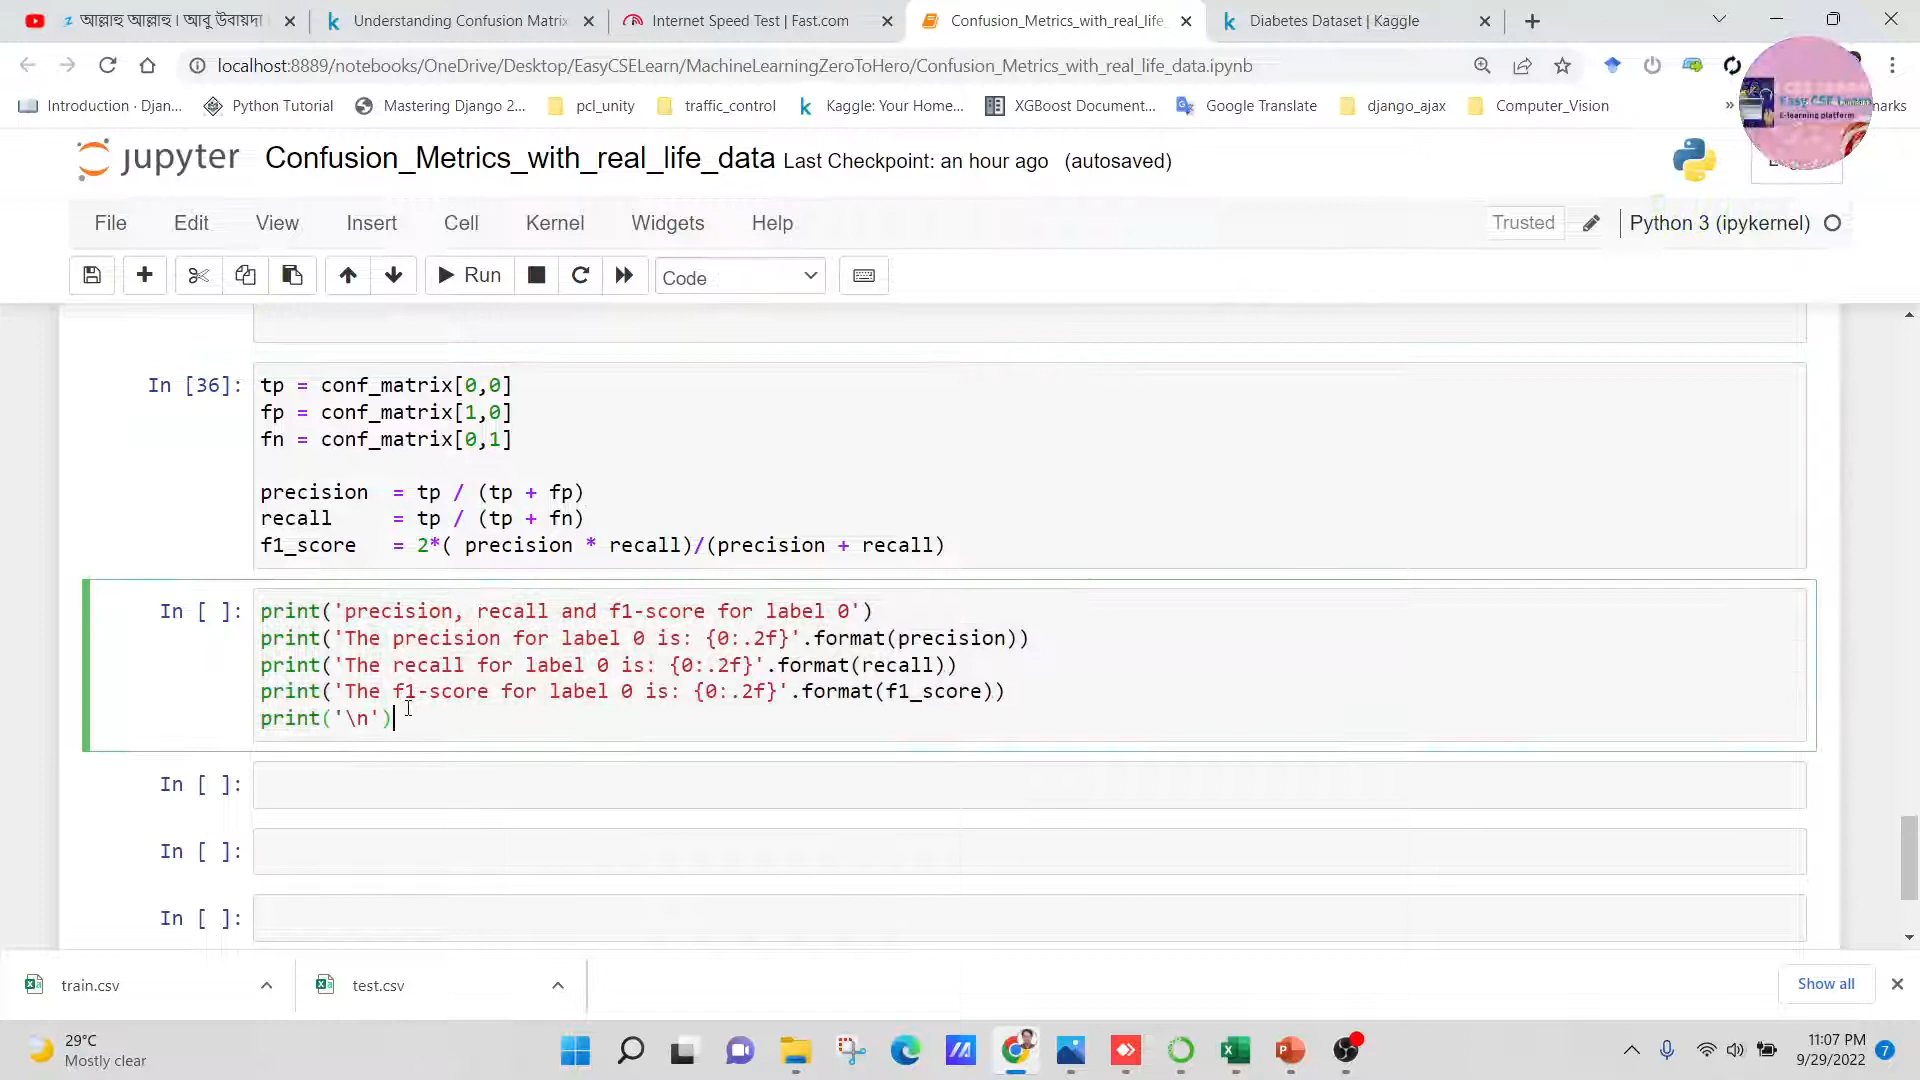 আল্লাহু আল্লাহু। আবু উবায়দা
Understanding Confusion Matrix
Internet Speed Test | Fast.com
Confusion_Metrics_with_real_life_
Diabetes Dataset | Kaggle
localhost:8889/notebooks/OneDrive/Desktop/EasyCSELearn/MachineLearningZeroToHero/Confusion_Metrics_with_real_life_data.ipynb
Introduction · Djan...
Python Tutorial
Mastering Django 2....
pcl_unity
traffic_control
Kaggle: Your Home...
XGBoost Document...
Google Translate
django_ajax
Computer_Vision
»
marks
Easy CSE Learn
E-learning platform
jupyter Confusion_Metrics_with_real_life_data Last Checkpoint: an hour ago (autosaved)
File Edit View Insert Cell Kernel Widgets Help
Trusted
Python 3 (ipykernel)
Run
Code
In [36]:
tp = conf_matrix[0,0]
fp = conf_matrix[1,0]
fn = conf_matrix[0,1]
precision = tp / (tp + fp)
recall = tp / (tp + fn)
f1_score = 2*( precision * recall)/(precision + recall)
In [ ]:
print('precision, recall and f1-score for label 0')
print('The precision for label 0 is: {0:.2f}'.format(precision))
print('The recall for label 0 is: {0:.2f}'.format(recall))
print('The f1-score for label 0 is: {0:.2f}'.format(f1_score))
print('\n')
In [ ]:
In [ ]:
In [ ]:
train.csv
test.csv
Show all
29°C
Mostly clear
11:07 PM
9/29/2022
7